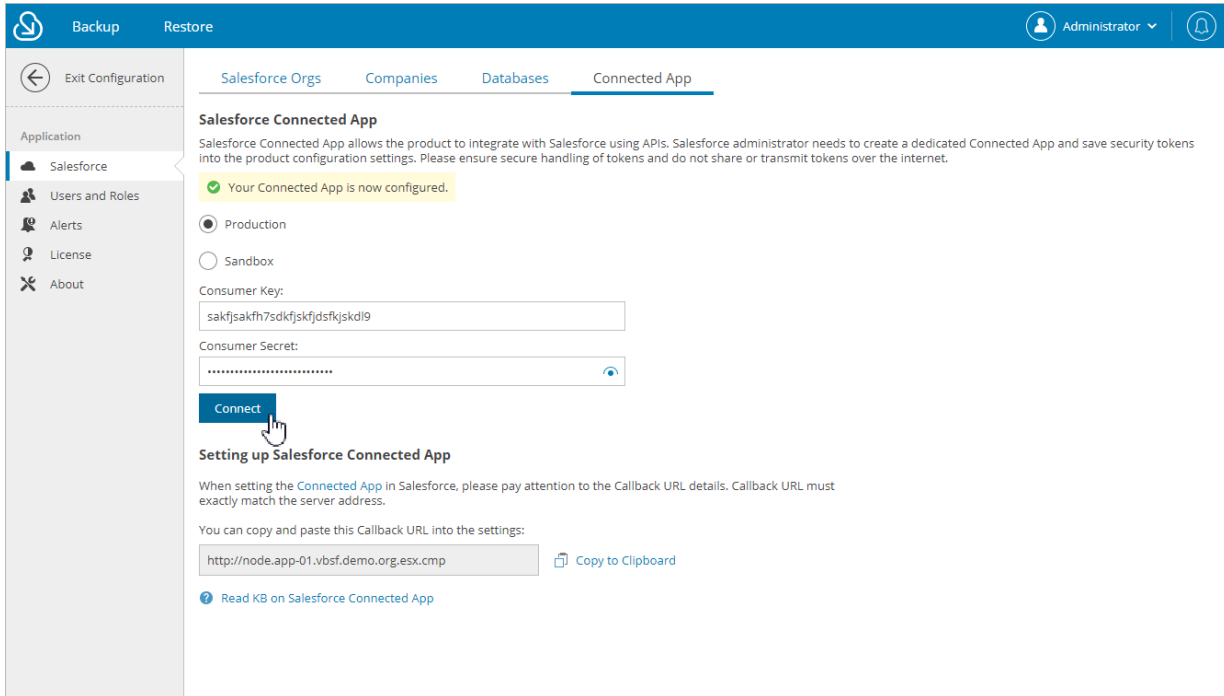 Backup
Restore
Administrator
Exit Configuration
Application
Salesforce
Users and Roles
Alerts
License
About
Salesforce Orgs
Companies
Databases
Connected App
Salesforce Connected App
Salesforce Connected App allows the product to integrate with Salesforce using APIs. Salesforce administrator needs to create a dedicated Connected App and save security tokens
into the product configuration settings. Please ensure secure handling of tokens and do not share or transmit tokens over the internet.
Your Connected App is now configured.
Production
Sandbox
Consumer Key:
sakfjsakfh7sdkfjskfjdsfkjskdl9
Consumer Secret:
Connect
Setting up Salesforce Connected App
When setting the Connected App in Salesforce, please pay attention to the Callback URL details. Callback URL must
exactly match the server address.
You can copy and paste this Callback URL into the settings:
http://node.app-01.vbsf.demo.org.esx.cmp
Copy to Clipboard
Read KB on Salesforce Connected App